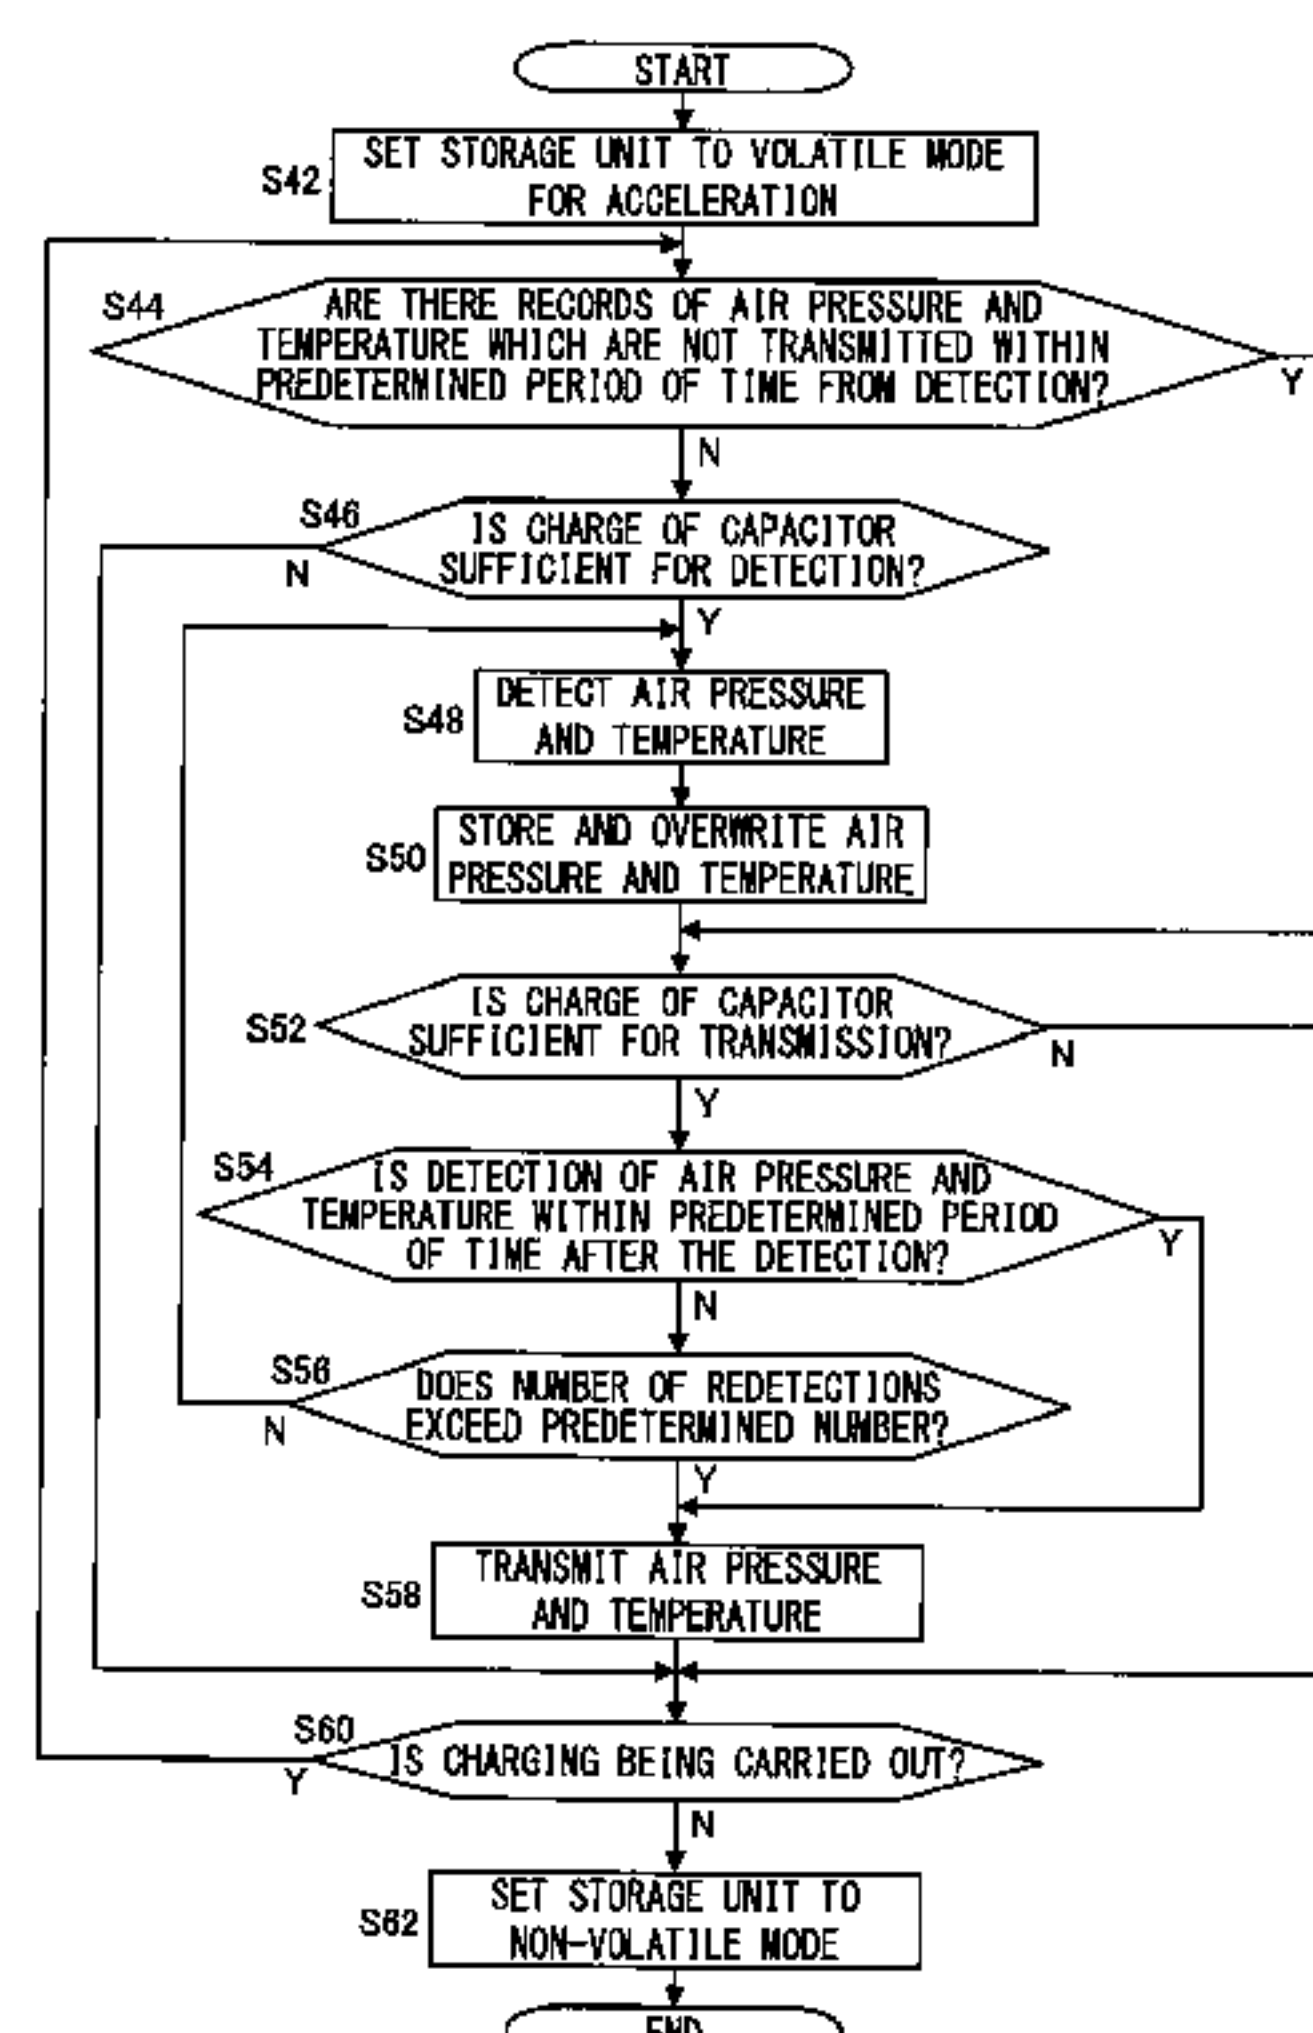 START
S42
SET STORAGE UNIT TO VOLATILE MODE
FOR ACCELERATION
S44
ARE THERE RECORDS OF AIR PRESSURE AND
TEMPERATURE WHICH ARE NOT TRANSMITTED WITHIN
PREDETERMINED PERIOD OF TIME FROM DETECTION?
Y
N
S46
IS CHARGE OF CAPACITOR
SUFFICIENT FOR DETECTION?
N
Y
S48
DETECT AIR PRESSURE
AND TEMPERATURE
S50
STORE AND OVERWRITE AIR
PRESSURE AND TEMPERATURE
S52
IS CHARGE OF CAPACITOR
SUFFICIENT FOR TRANSMISSION?
N
Y
S54
IS DETECTION OF AIR PRESSURE AND
TEMPERATURE WITHIN PREDETERMINED PERIOD
OF TIME AFTER THE DETECTION?
Y
N
S56
DOES NUMBER OF REDETECTIONS
EXCEED PREDETERMINED NUMBER?
N
Y
S58
TRANSMIT AIR PRESSURE
AND TEMPERATURE
S60
IS CHARGING BEING CARRIED OUT?
Y
N
S62
SET STORAGE UNIT TO
NON-VOLATILE MODE
END